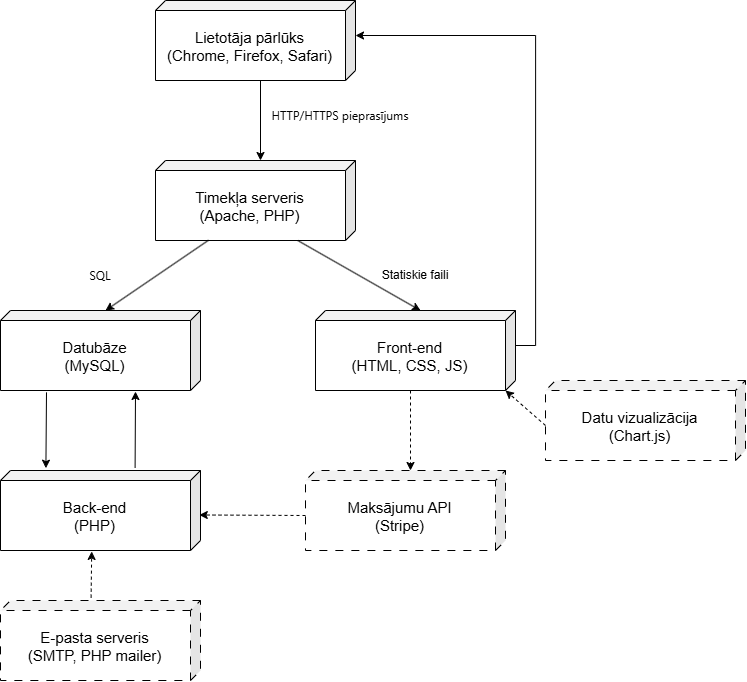 Lietotāja pārlūks
(Chrome, Firefox, Safari)
HTTP/HTTPS pieprasījums
Timekļa serveris
(Apache, PHP)
SQL
Statiskie faili
Datubāze
(MySQL)
Front-end
(HTML, CSS, JS)
Datu vizualizācija
(Chart.js)
Back-end
(PHP)
Maksājumu API
(Stripe)
E-pasta serveris
(SMTP, PHP mailer)